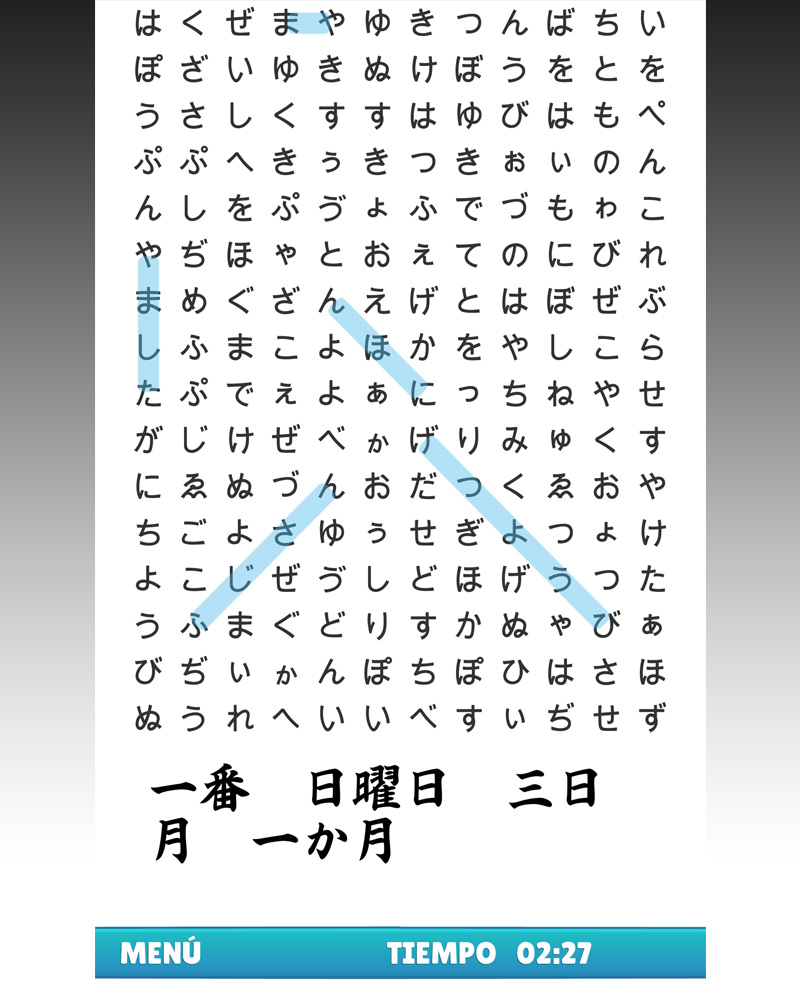 はくぜまやゆきつんばちい
ぽざいゆきぬけぼうをとを
うさしくすすはゆびはもぺ
ぷぷへきぅきつきぉぃのん
んしをぷゔょふでづもゎこ
やぢほゃとおぇてのにびれ
まめぐざんえげとはぼぜぶ
しふまこよほかをやしこら
たぷでぇよぁにっちねやせ
がじけぜべゕげりみゅくす
にゑぬづんおだつくゑおや
ちごよさゆぅせぎよつょけ
よこじぜゔしどほげうつた
うふまぐどりすかぬゃびぁ
びぢぃゕんぽちぽひはさほ
ぬうれへいいべすぃぢせず
一番 日曜日 三日
月 一か月
MENÚ TIEMPO 02:27